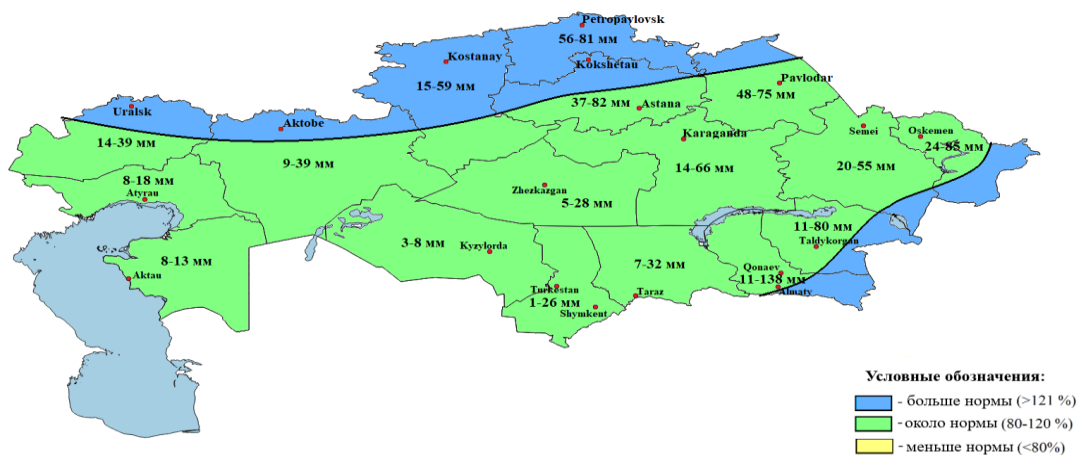 Petropavlovsk
56-81 мм
Kostanay
Kokshetau
15-59 мм
Pavlodar
48-75 мм
37-82 мм
Astana
Uralsk
Aktobe
Semei
Oskemen
Karaganda
14-39 мм
24-85 мм
9-39 мм
14-66 мм
20-55 мм
8-18 мм
Zhezkazgan
Atyrau
5-28 мм
11-80 мм
3-8 мм
Kyzylorda
Taldykorgan
8-13 мм
7-32 мм
Qonaev
Aktau
11-138 мм
Turkestan
Taraz
Almaty
1-26 мм
Shymkent
Условные обозначения:
- больше нормы (>121 %)
- около нормы (80-120 %)
- меньше нормы (<80%)